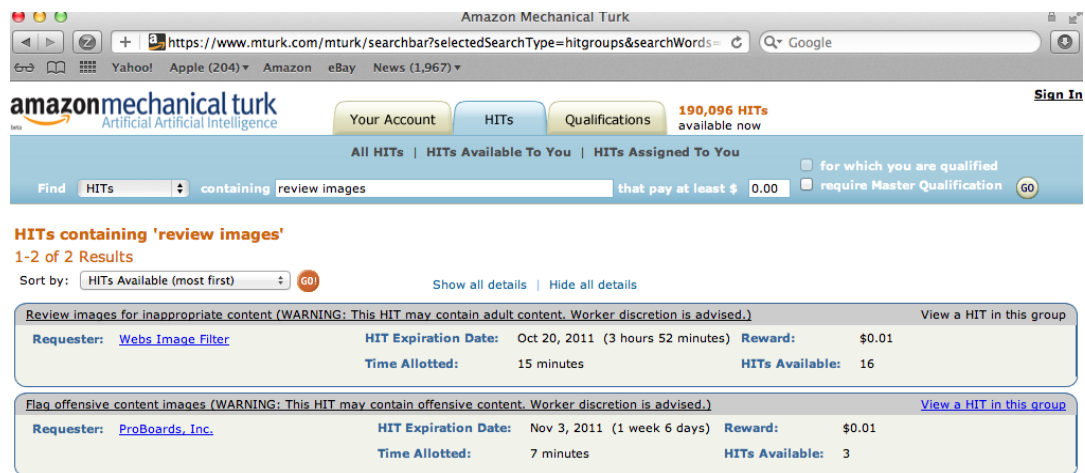 Amazon Mechanical Turk
https://www.mturk.com/mturk/searchbar?selectedSearchType=hitgroups&searchWords=
Google
Yahoo! Apple (204) Amazon eBay News (1,967)
Sign In
amazonmechanical turk
beta Artificial Artificial Intelligence
Your Account HITs Qualifications
190,096 HITs
available now
All HITs | HITs Available To You | HITs Assigned To You
for which you are qualified
Find HITs containing review images that pay at least $ 0.00 require Master Qualification GO
HITs containing 'review images'
1-2 of 2 Results
Sort by: HITs Available (most first) GO! Show all details | Hide all details
Review images for inappropriate content (WARNING: This HIT may contain adult content. Worker discretion is advised.) View a HIT in this group
Requester: Webs Image Filter HIT Expiration Date: Oct 20, 2011 (3 hours 52 minutes) Reward: $0.01
Time Allotted: 15 minutes HITs Available: 16
Flag offensive content images (WARNING: This HIT may contain offensive content. Worker discretion is advised.) View a HIT in this group
Requester: ProBoards, Inc. HIT Expiration Date: Nov 3, 2011 (1 week 6 days) Reward: $0.01
Time Allotted: 7 minutes HITs Available: 3